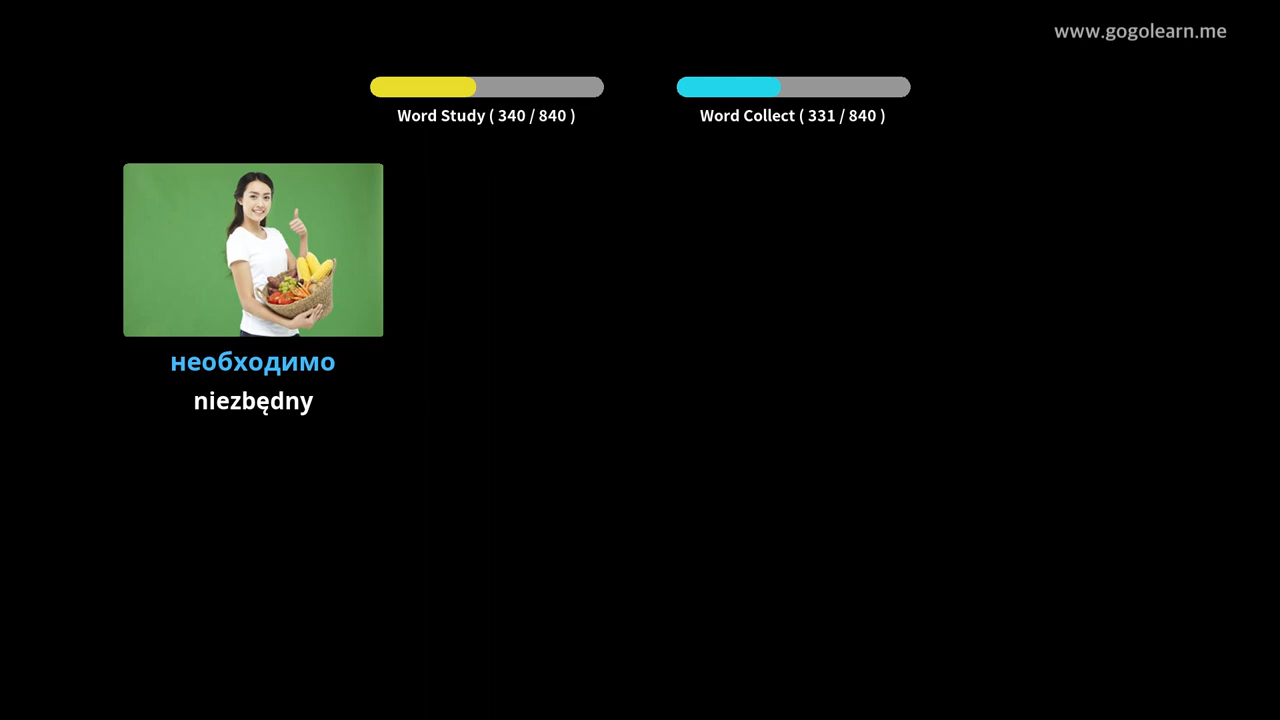 www.gogolearn.me
Word Study ( 340 / 840 )
Word Collect ( 331 / 840 )
необходимо
niezbędny